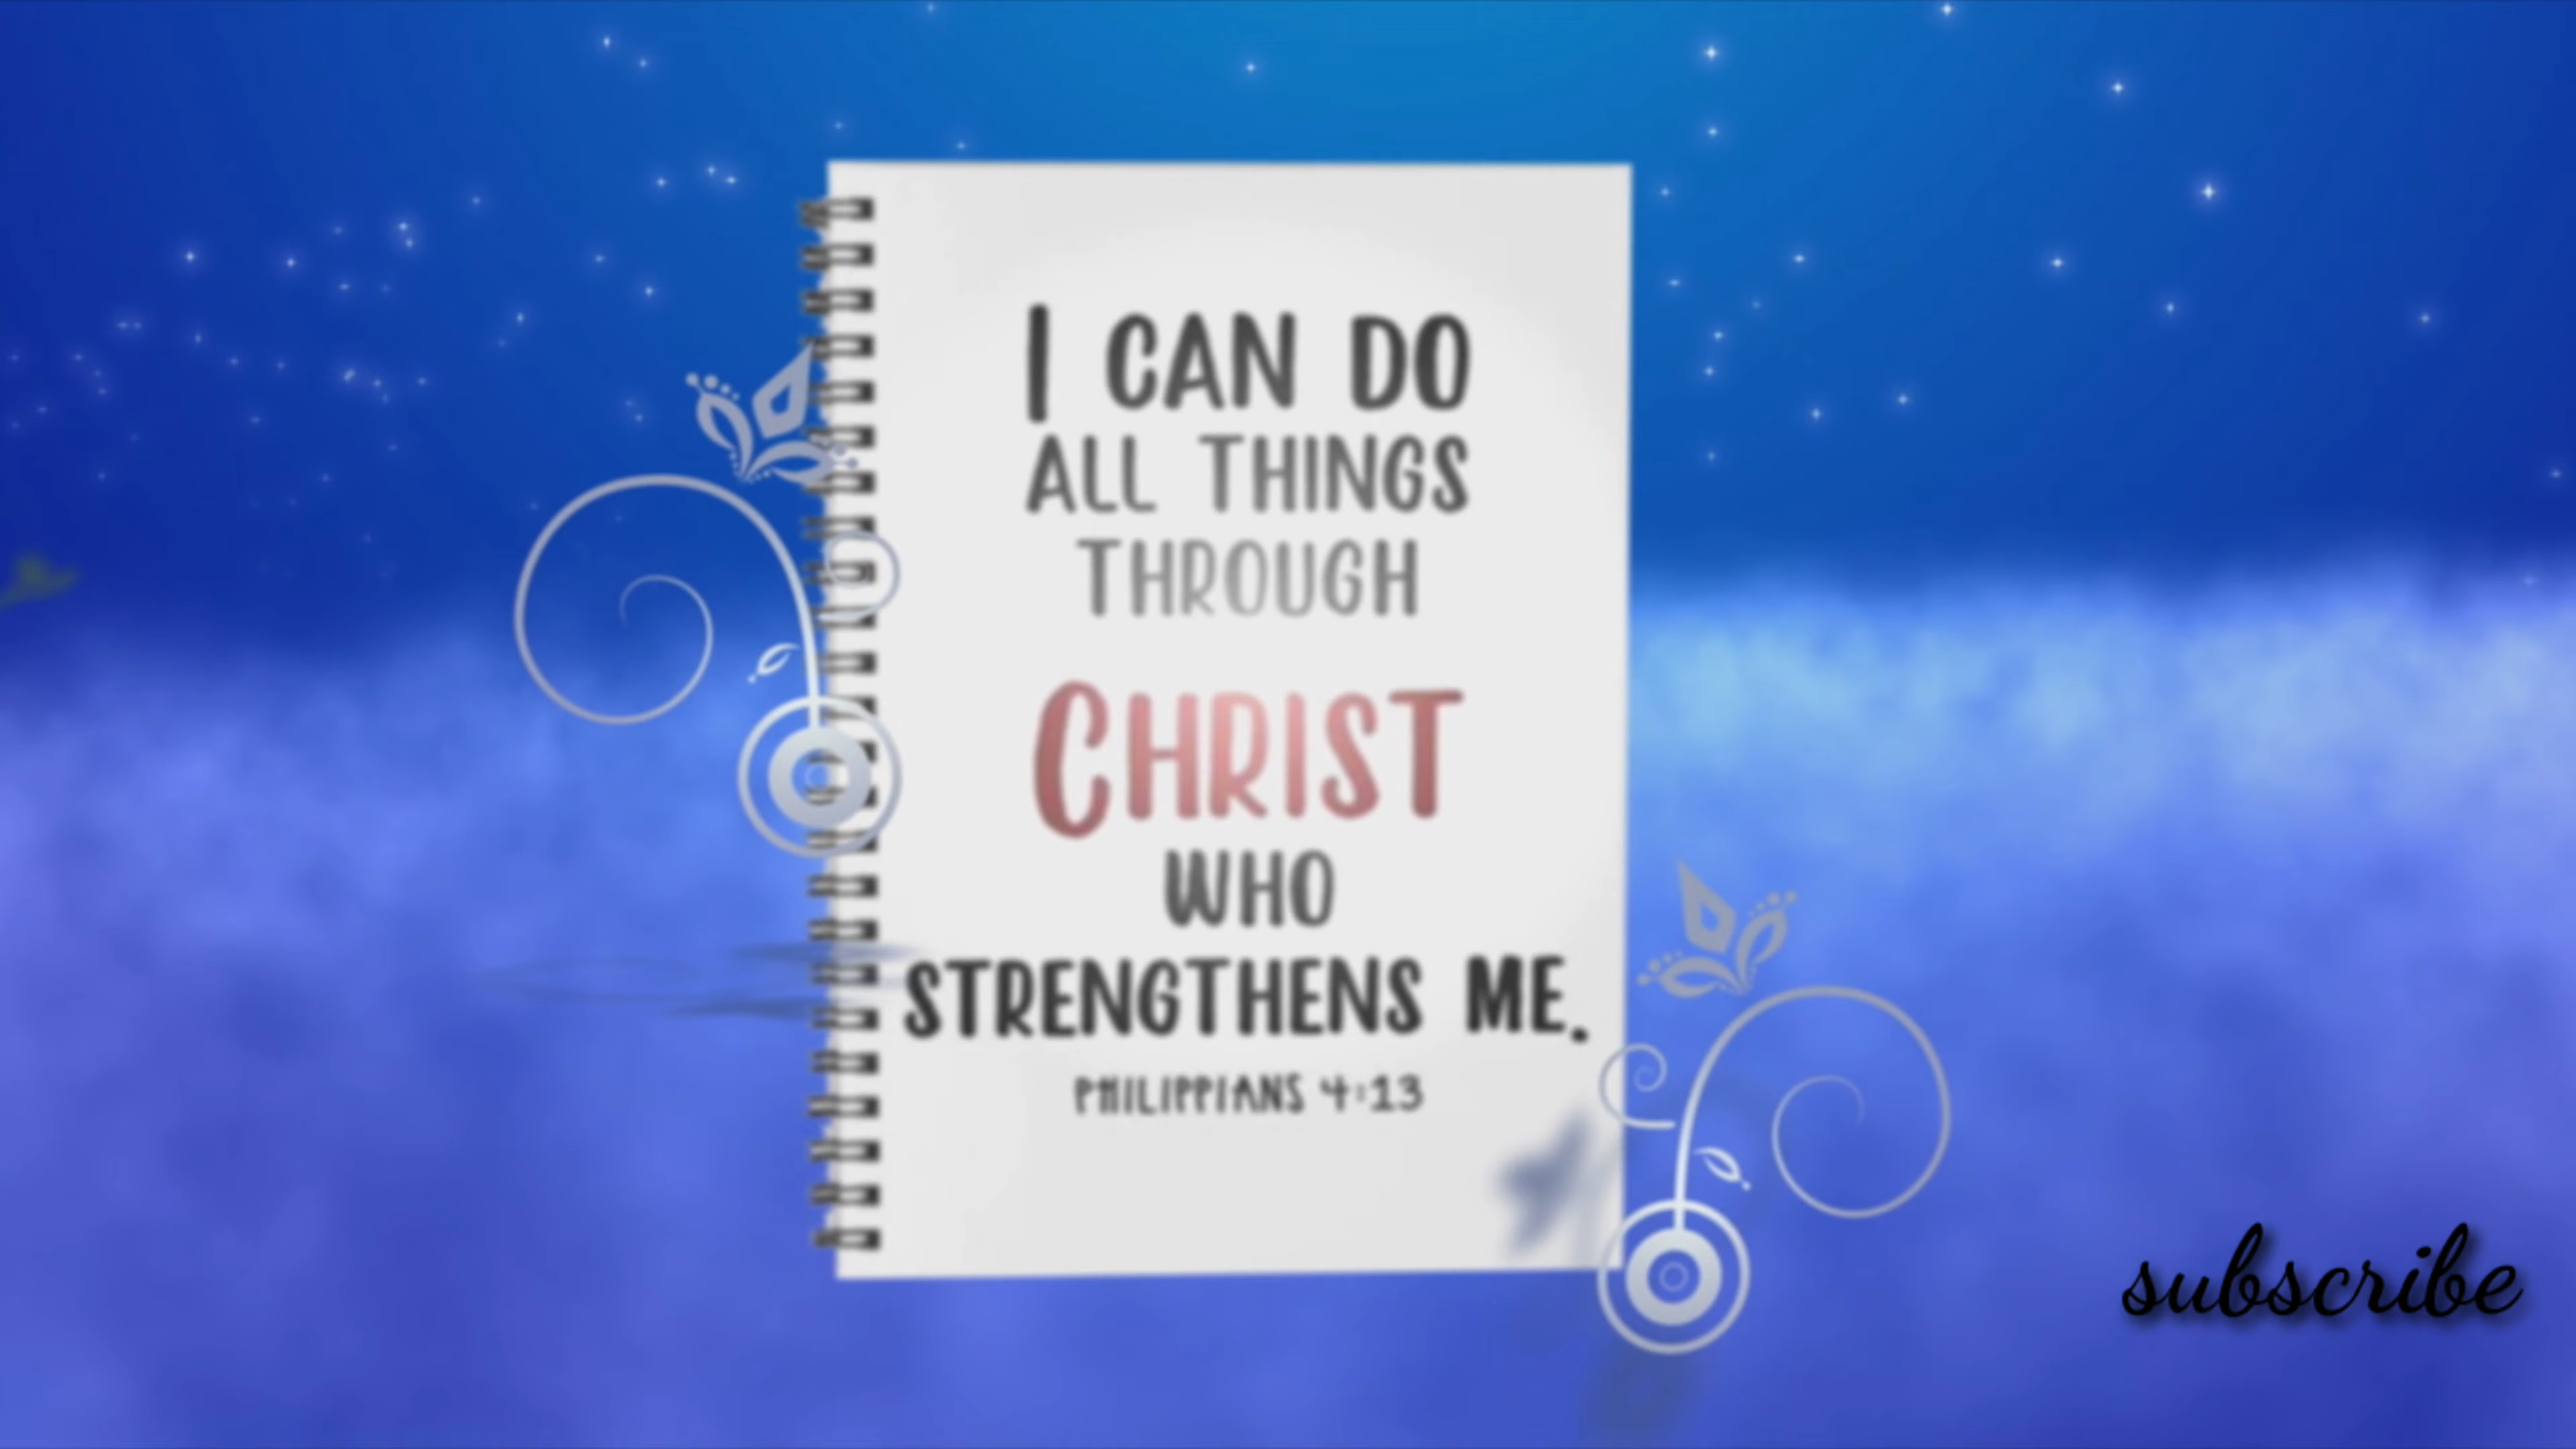 I CAN DO
ALL THINGS
THROUGH
CHRIST
WHO
STRENGTHENS ME.
PHILIPPIANS 4:13
subscribe